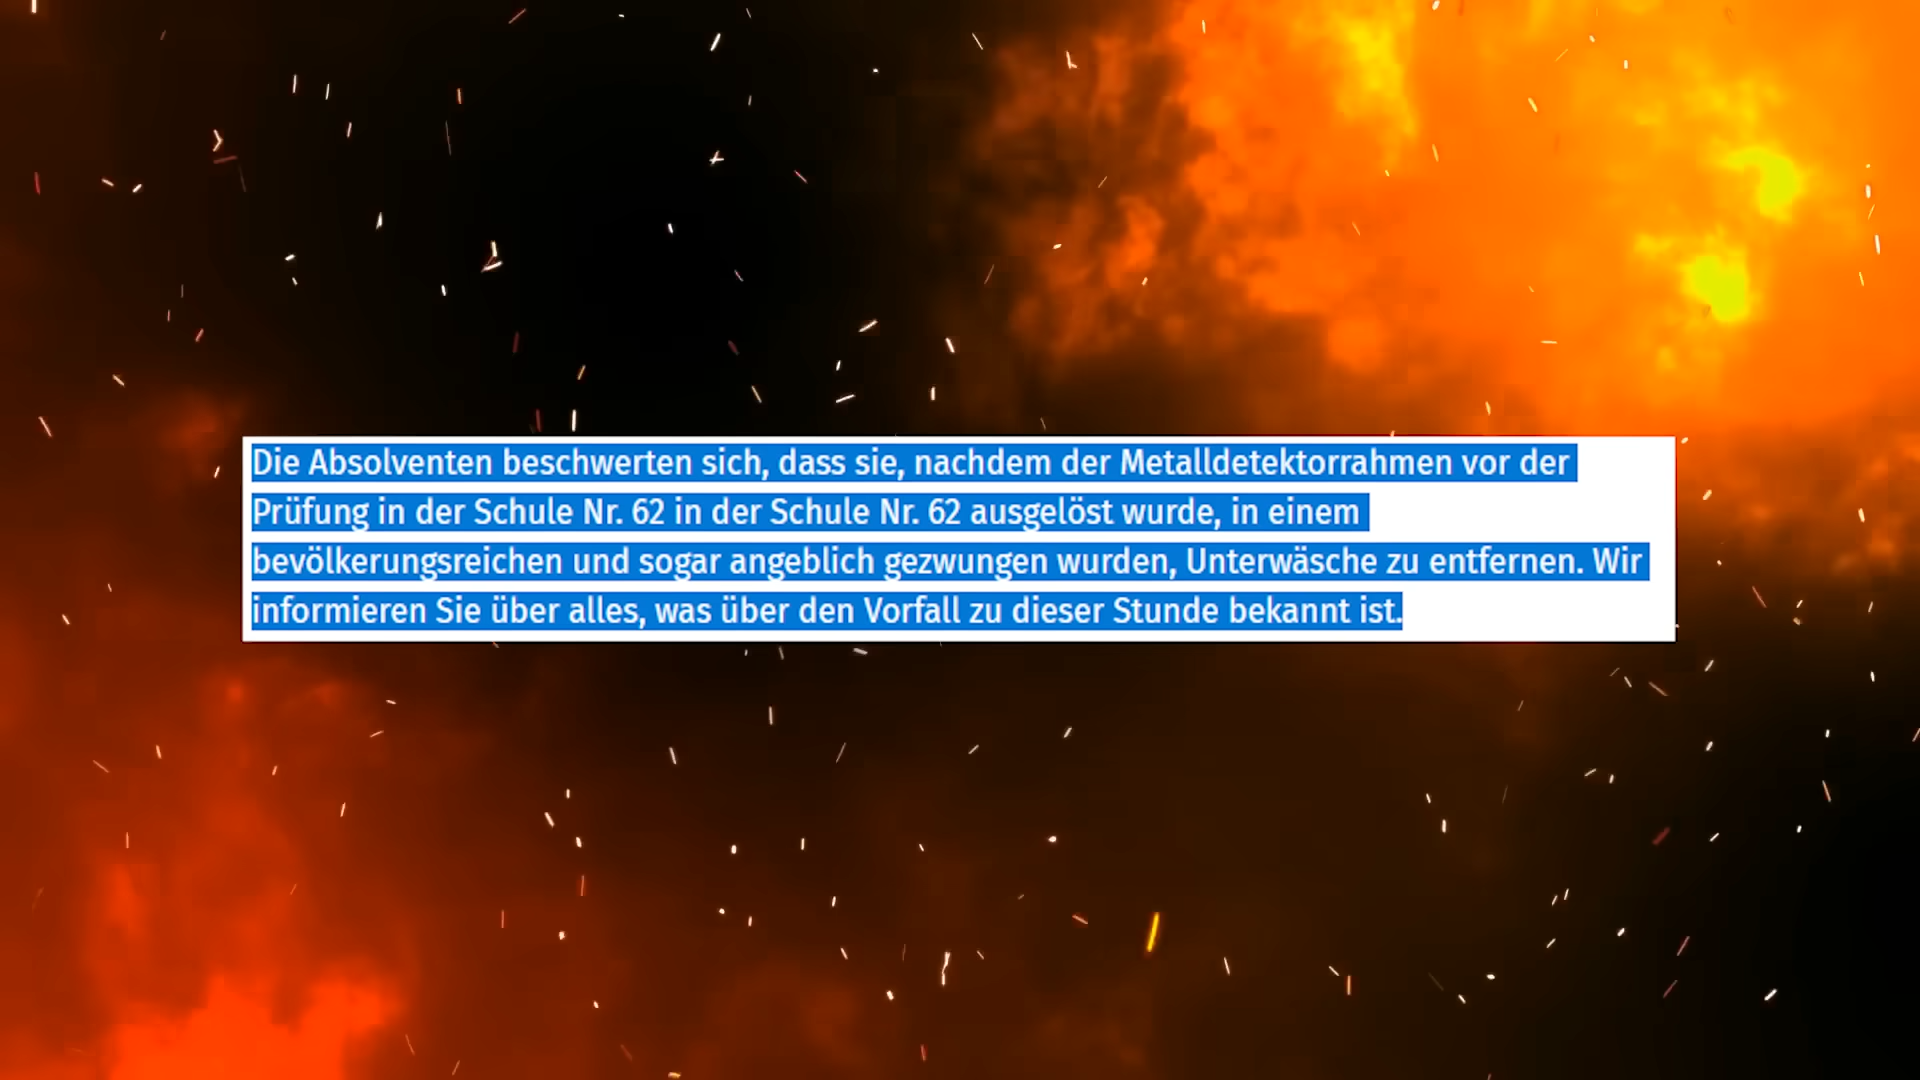 Die Absolventen beschwerten sich, dass sie, nachdem der Metalldetektorrahmen vor der
Prüfung in der Schule Nr. 62 in der Schule Nr. 62 ausgelöst wurde, in einem
bevölkerungsreichen und sogar angeblich gezwungen wurden, Unterwäsche zu entfernen. Wir
informieren Sie über alles, was über den Vorfall zu dieser Stunde bekannt ist.